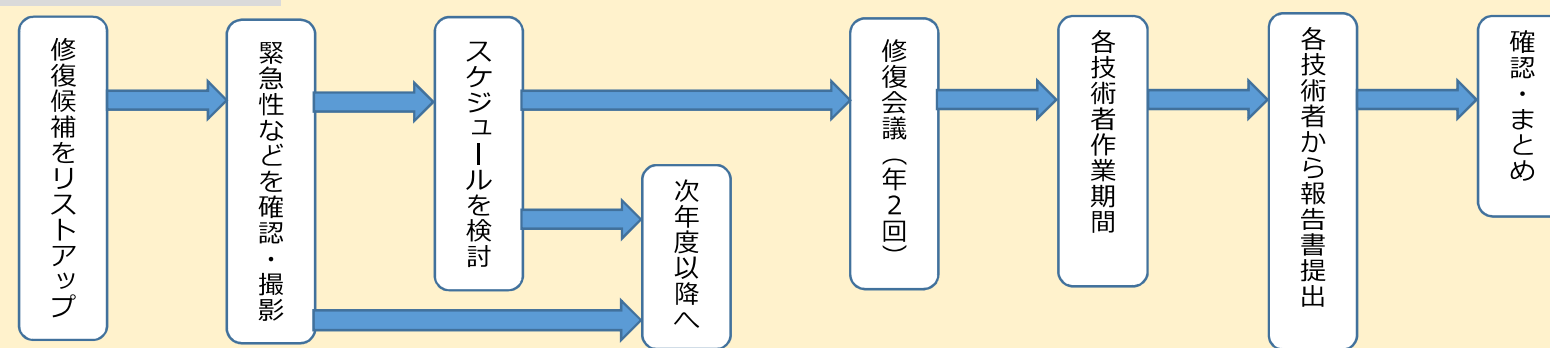 修復候補をリストアップ
緊急性などを確認・撮影
スケジュールを検討
次年度以降へ
修復会議（年２回）
各技術者作業期間
各技術者から報告書提出
確認・まとめ